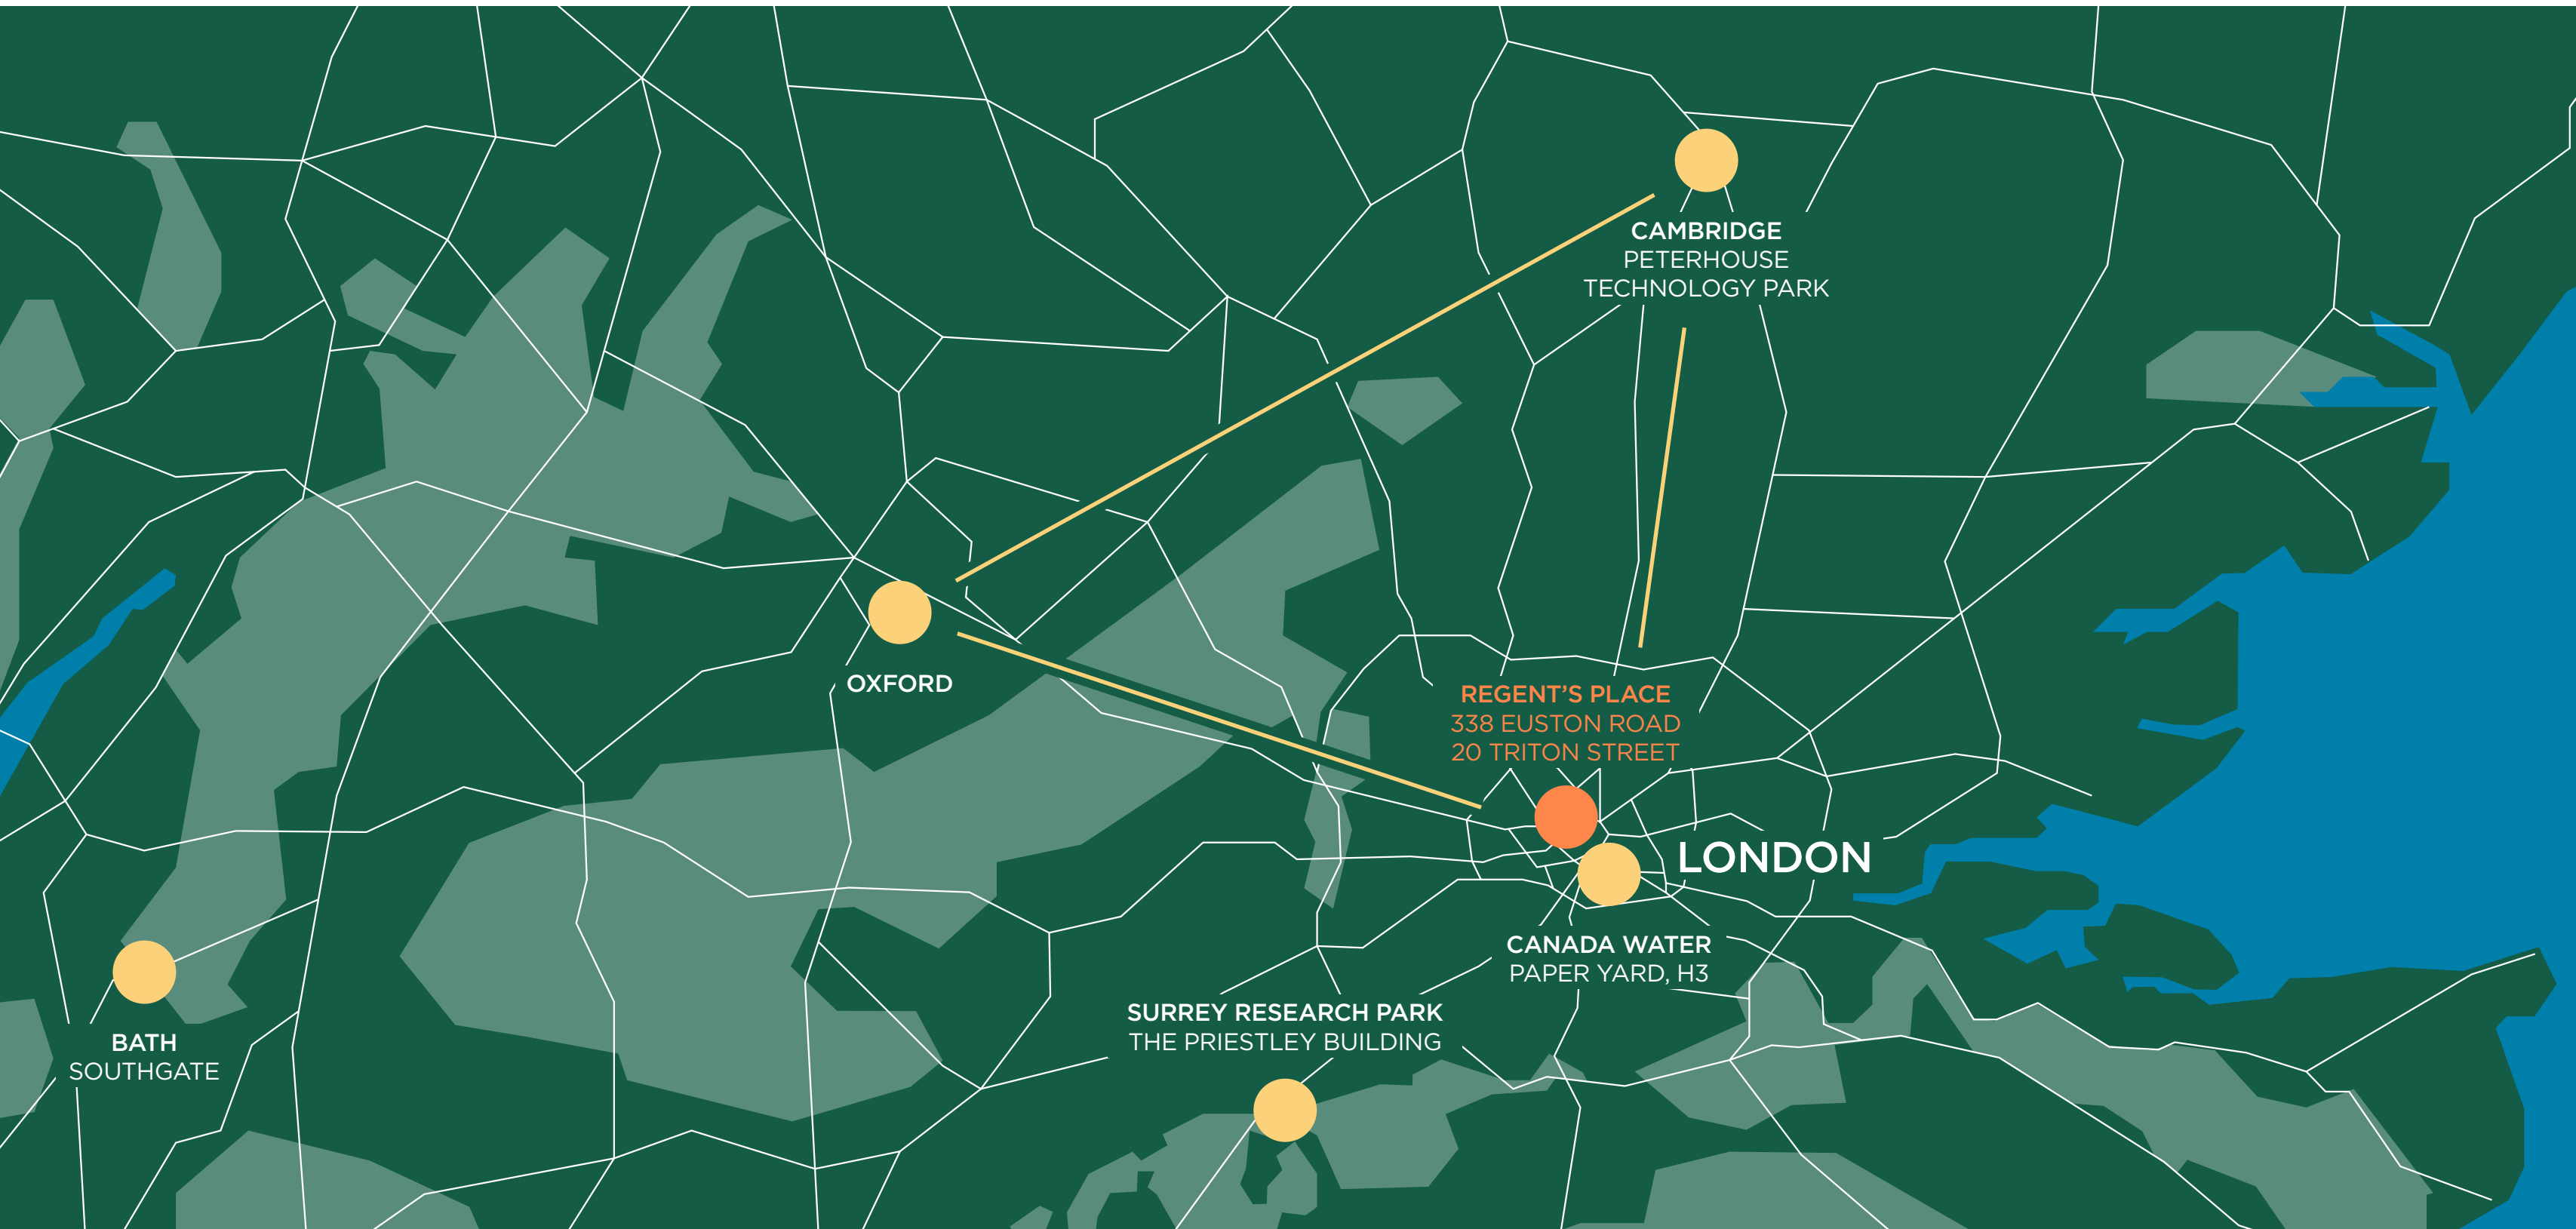 CAMBRIDGE
PETERHOUSE
TECHNOLOGY PARK
OXFORD
REGENT’S PLACE
338 EUSTON ROAD
20 TRITON STREET
LONDON
CANADA WATER
PAPER YARD, H3
SURREY RESEARCH PARK
THE PRIESTLEY BUILDING
BATH
SOUTHGATE